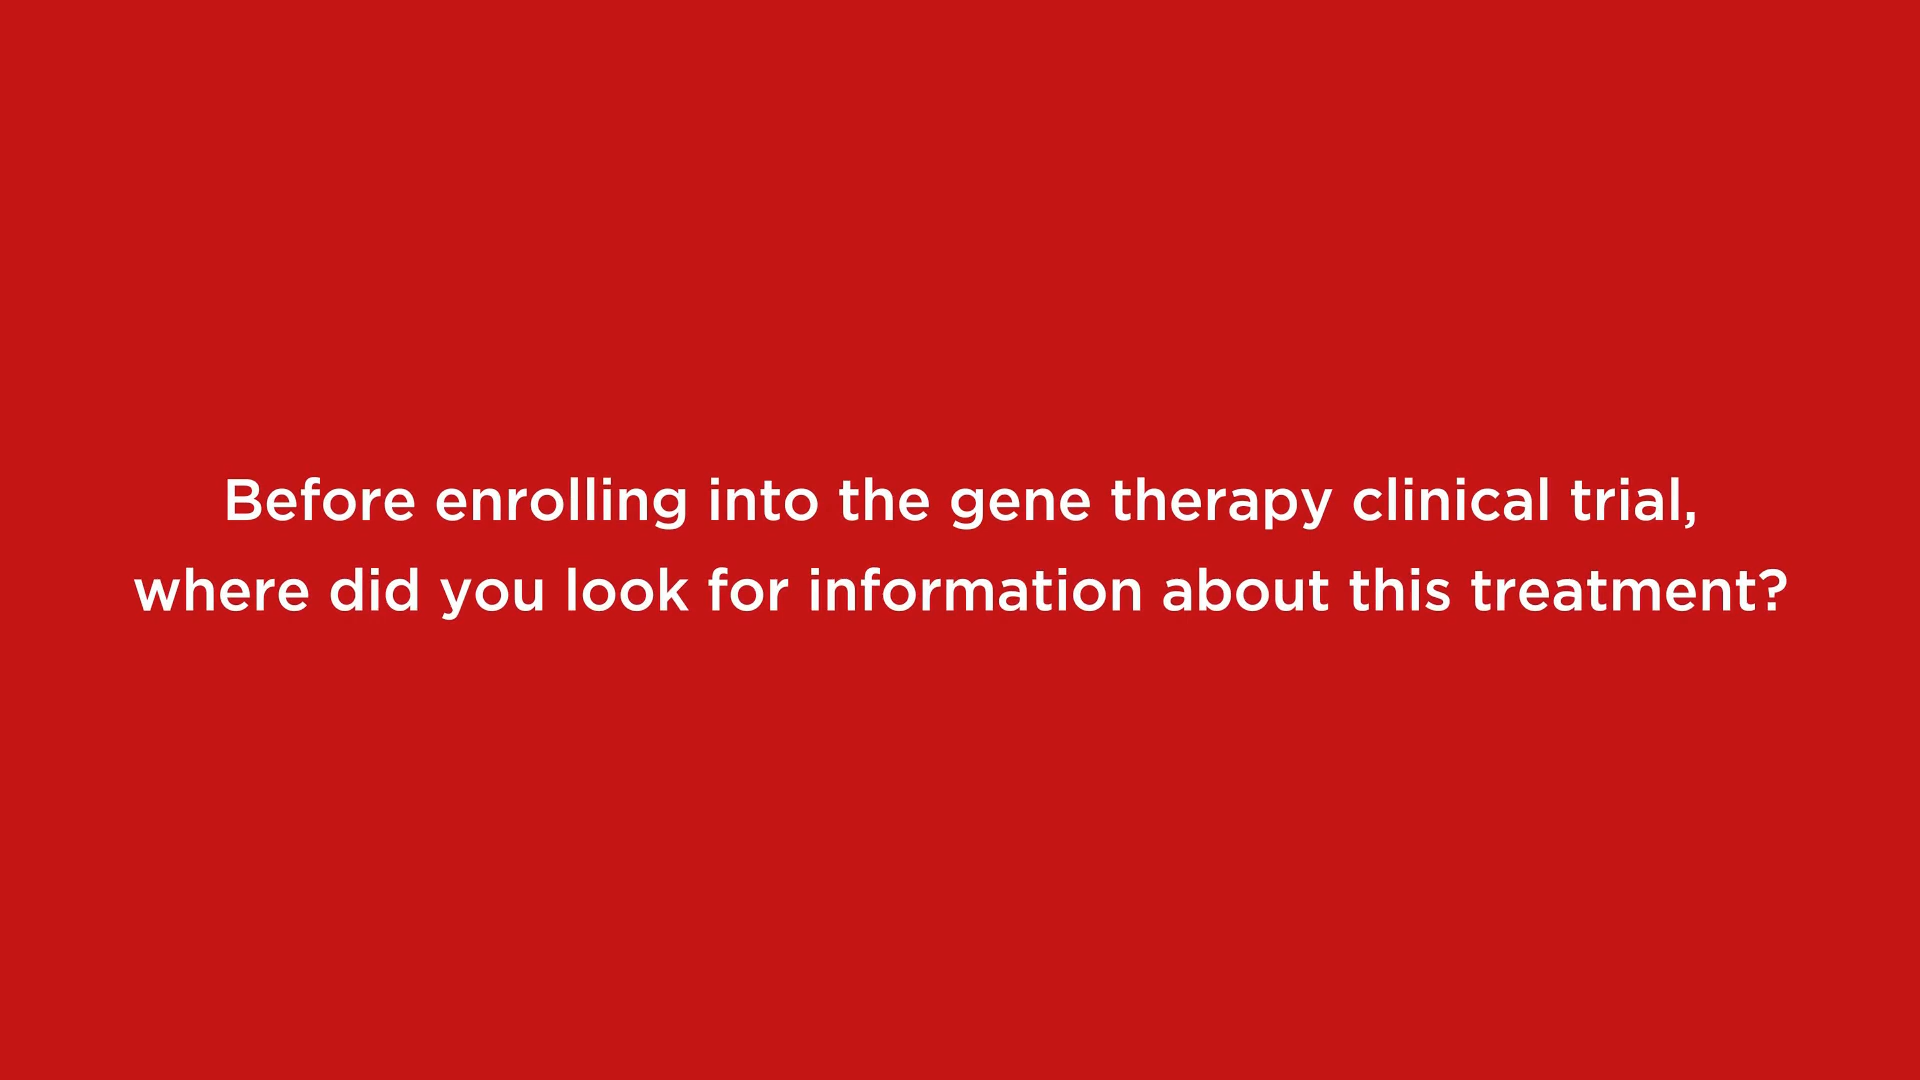 Before enrolling into the gene therapy clinical trial,
where did you look for information about this treatment?